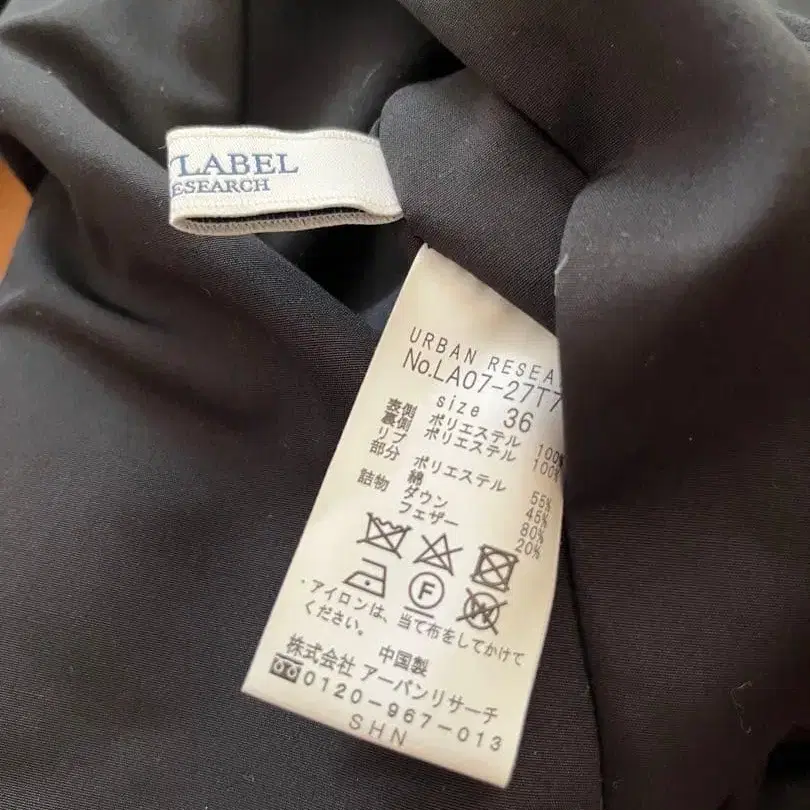 LABEL
RESEARCH
URBAN RESEA
No.LA07-27T7
size 36
表側 ポリエステル 100%
裏側 ポリエステル 100%
リブ
部分 ポリエステル 55%
綿 45%
詰物 ダウン 80%
フェザー 20%
F
W
・アイロンは、当て布をしてかけて
ください。
中国製
株式会社 アーバンリサーチ
0120-967-013
SHN